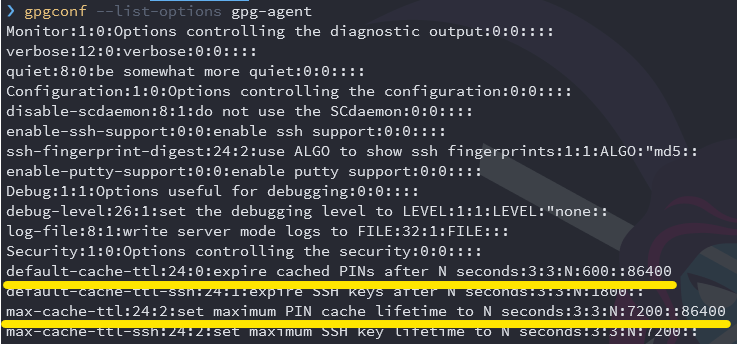 ❯ gpgconf --list-options gpg-agent
Monitor:1:0:Options controlling the diagnostic output:0:0::::
verbose:12:0:verbose:0:0::::
quiet:8:0:be somewhat more quiet:0:0::::
Configuration:1:0:Options controlling the configuration:0:0::::
disable-scdaemon:8:1:do not use the SCdaemon:0:0::::
enable-ssh-support:0:0:enable ssh support:0:0::::
ssh-fingerprint-digest:24:2:use ALGO to show ssh fingerprints:1:1:ALGO:"md5::
enable-putty-support:0:0:enable putty support:0:0::::
Debug:1:1:Options useful for debugging:0:0::::
debug-level:26:1:set the debugging level to LEVEL:1:1:LEVEL:"none::
log-file:8:1:write server mode logs to FILE:32:1:FILE:::
Security:1:0:Options controlling the security:0:0::::
default-cache-ttl:24:0:expire cached PINs after N seconds:3:3:N:600::86400
default-cache-ttl-ssh:24:1:expire SSH keys after N seconds:3:3:N:1800::
max-cache-ttl:24:2:set maximum PIN cache lifetime to N seconds:3:3:N:7200::86400
max-cache-ttl-ssh:24:2:set maximum SSH key lifetime to N seconds:3:3:N:7200::